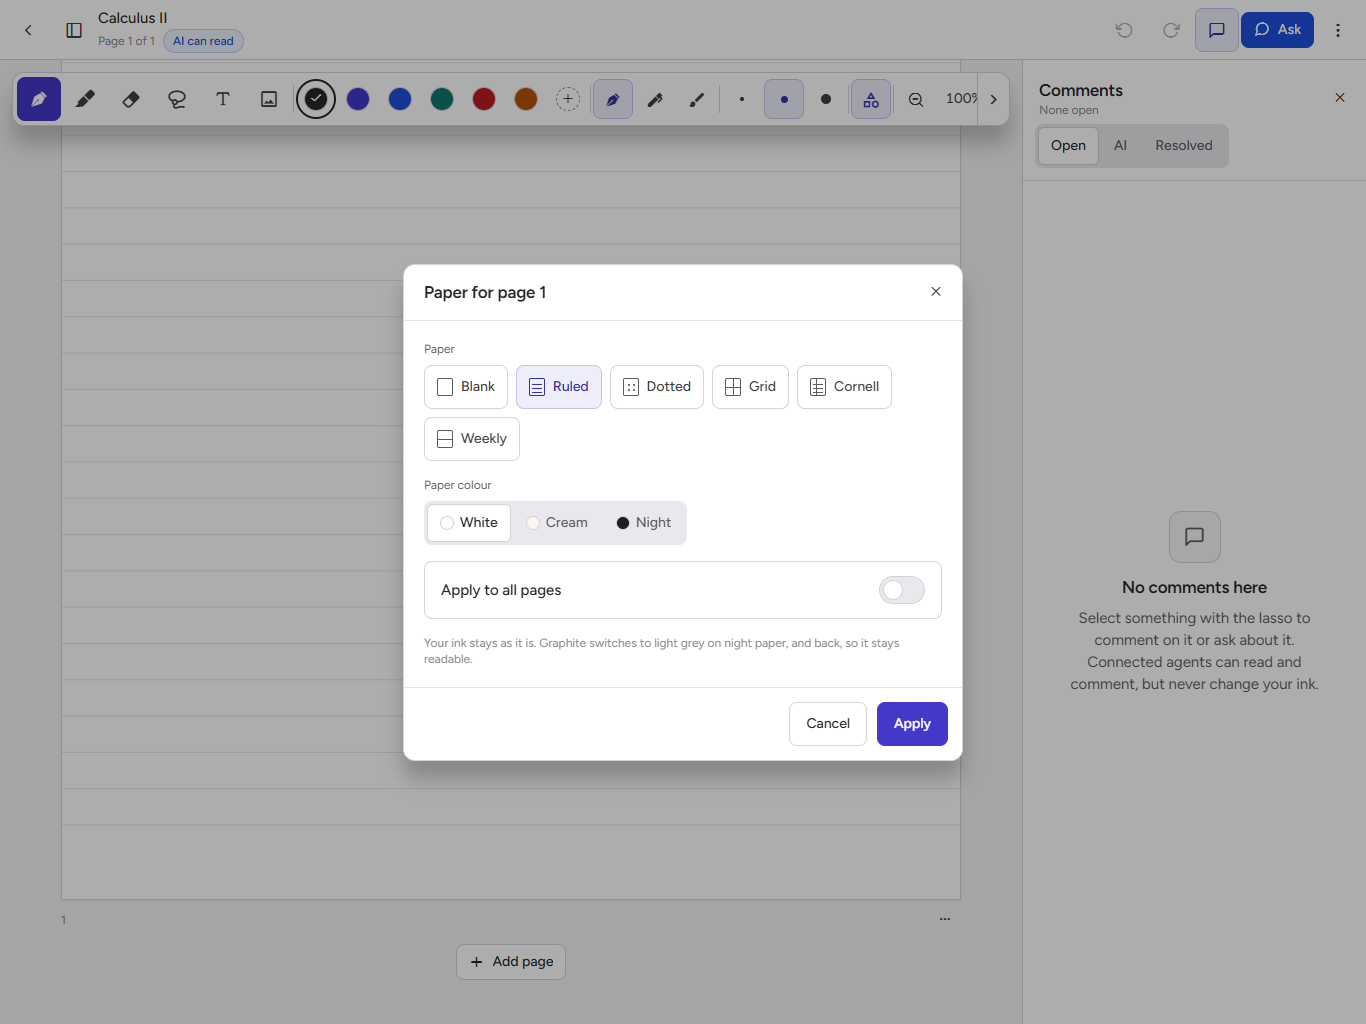 Calculus II
Page 1 of 1 AI can read
Ask
T
100%
Comments
None open
Open AI Resolved
Paper for page 1
Paper
Blank Ruled Dotted Grid Cornell
Weekly
Paper colour
White Cream Night
Apply to all pages
Your ink stays as it is. Graphite switches to light grey on night paper, and back, so it stays
readable.
Cancel Apply
No comments here
Select something with the lasso to
comment on it or ask about it.
Connected agents can read and
comment, but never change your ink.
1
Add page